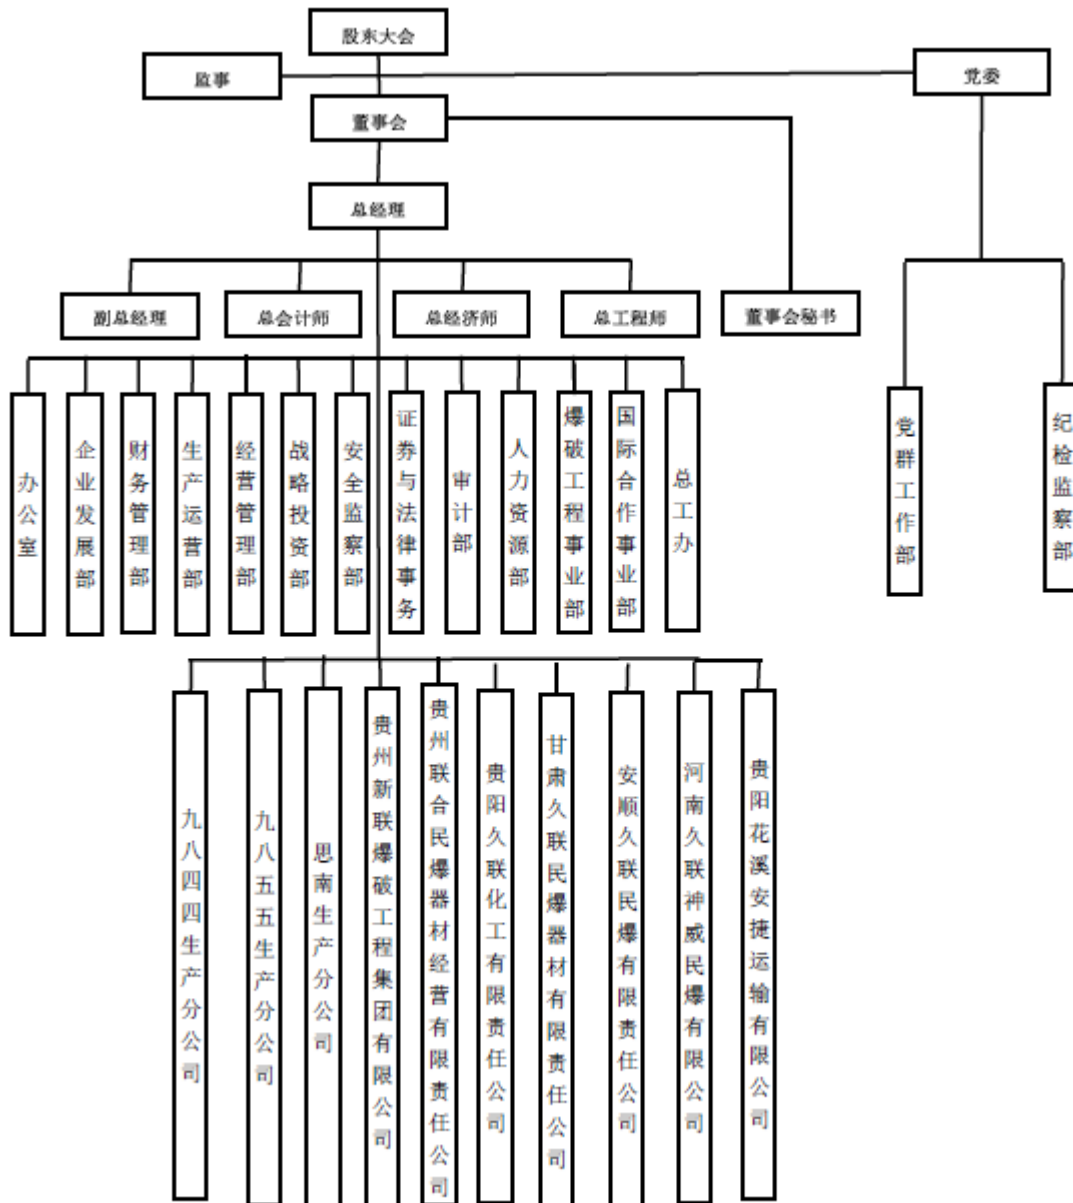 股东大会
监事
党委
董事会
总经理
副总经理
总会计师
总经济师
总工程师
董事会秘书
办公室
企业发展部
财务管理部
生产运营部
经营管理部
战略投资部
安全监察部
证券与法律事务
审计部
人力资源部
爆破工程事业部
国际合作事业部
总工办
党群工作部
纪检监察部
九八四四生产分公司
九八五五生产分公司
思南生产分公司
贵州新联爆破工程集团有限公司
贵州联合民爆器材经营有限责任公司
贵阳久联化工有限责任公司
甘肃久联民爆器材有限责任公司
安顺久联民爆有限责任公司
河南久联神威民爆有限公司
贵阳花溪安捷运输有限公司